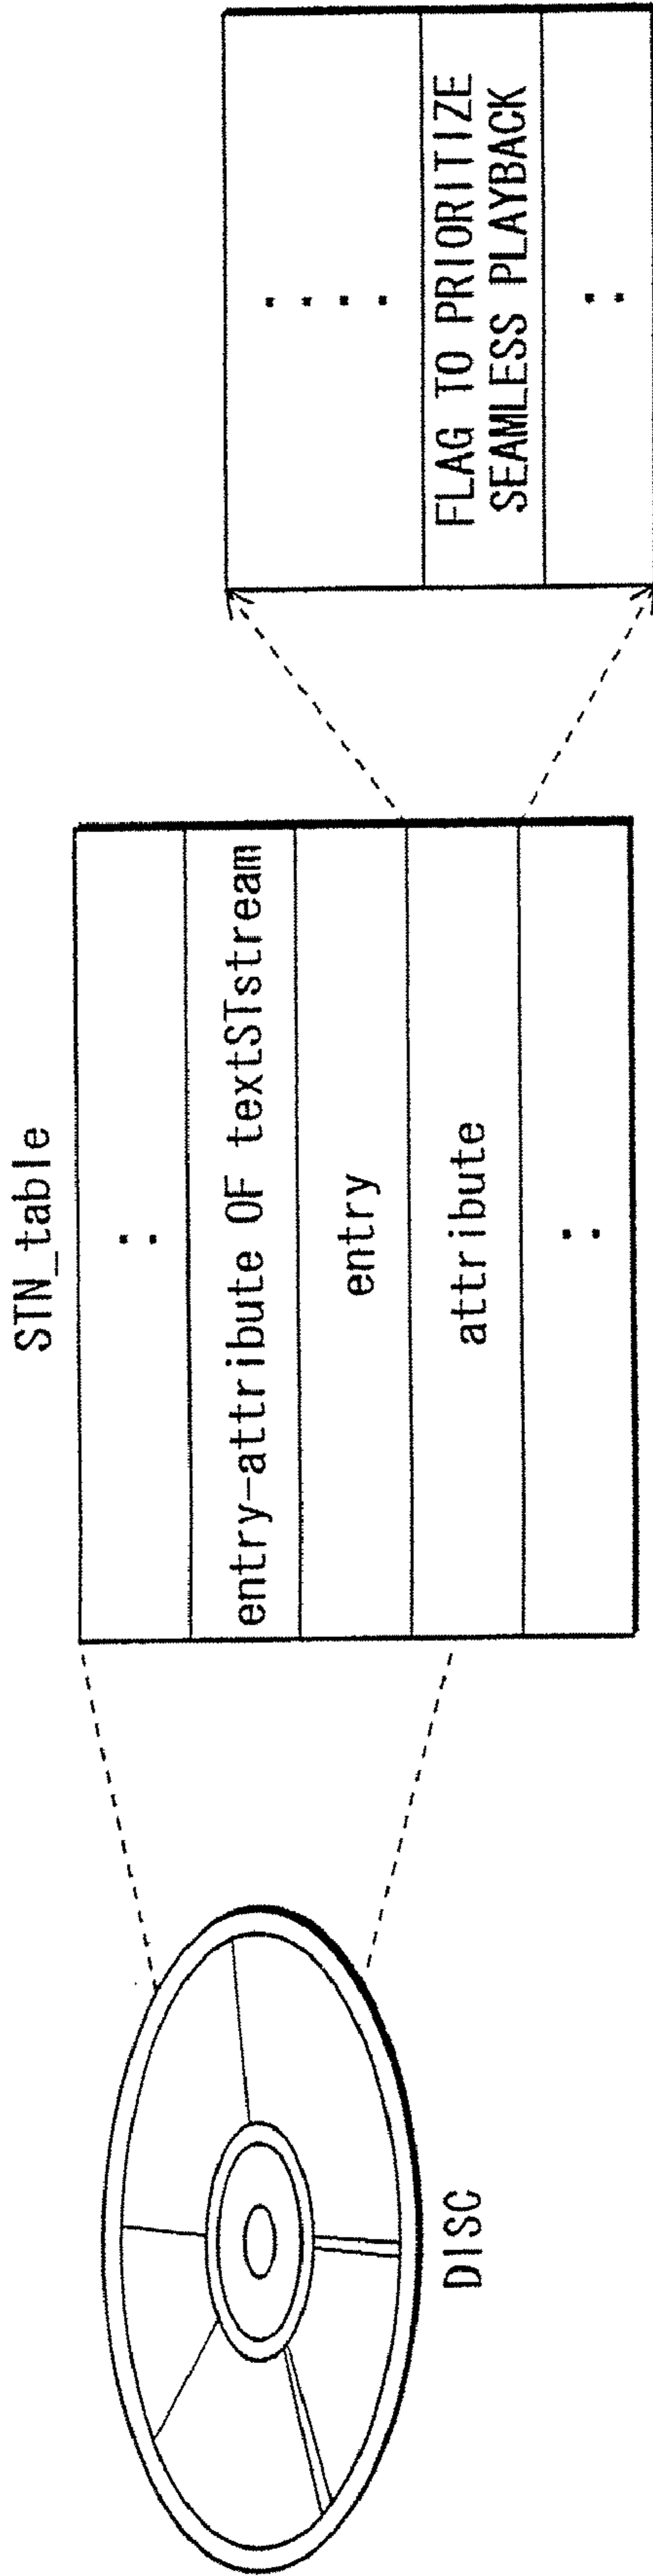 DISC
STN_table
:
entry-attribute OF textSTstream
entry
attribute
:
FLAG TO PRIORITIZE
SEAMLESS PLAYBACK
: